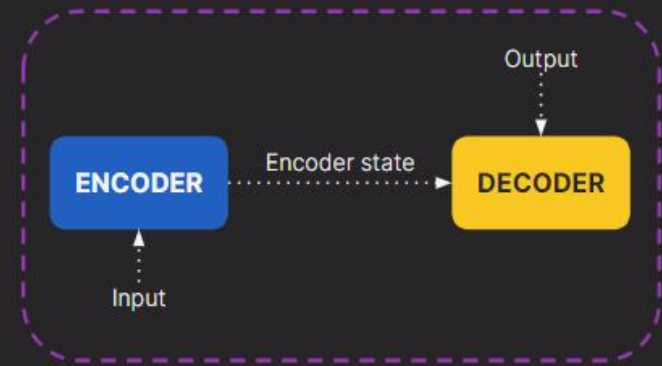 Output
ENCODER
Encoder state
DECODER
Input